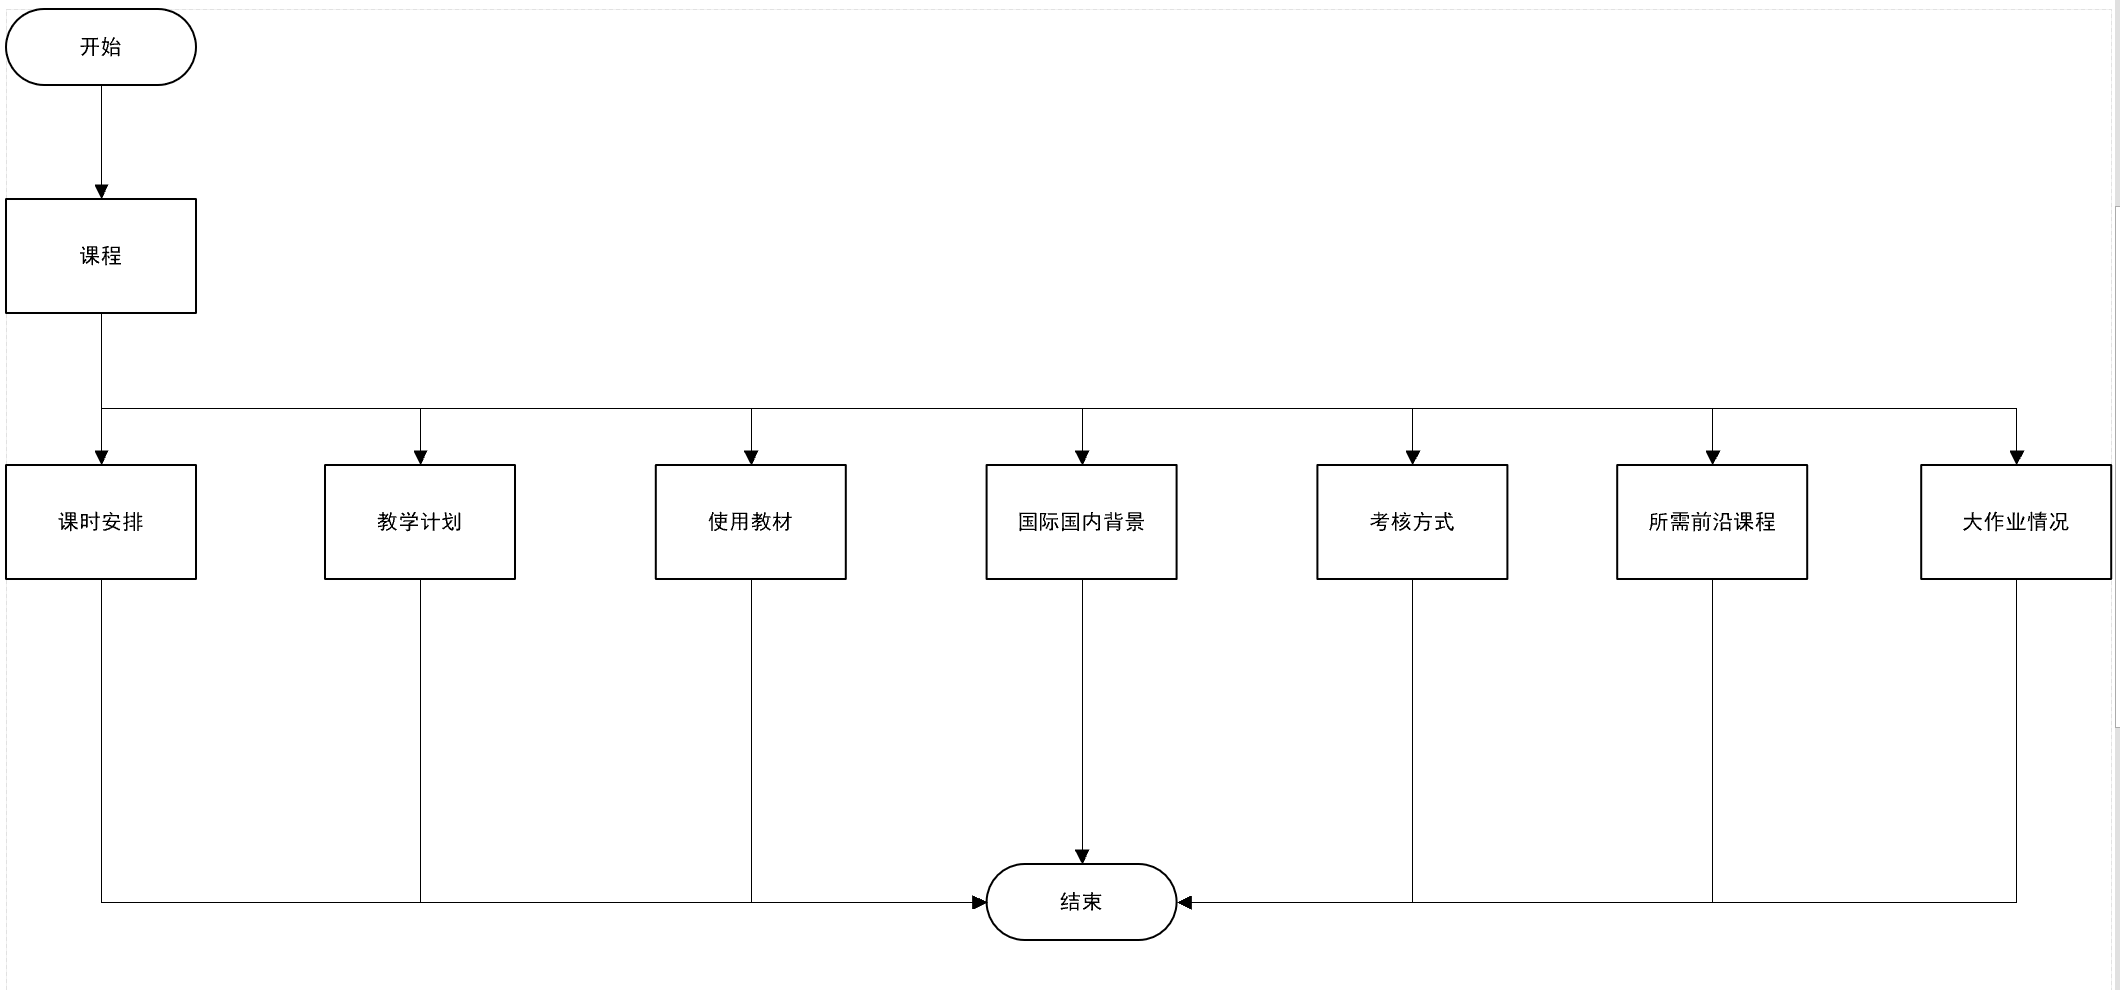 开始
课程
课时安排
教学计划
使用教材
国际国内背景
考核方式
所需前沿课程
大作业情况
结束